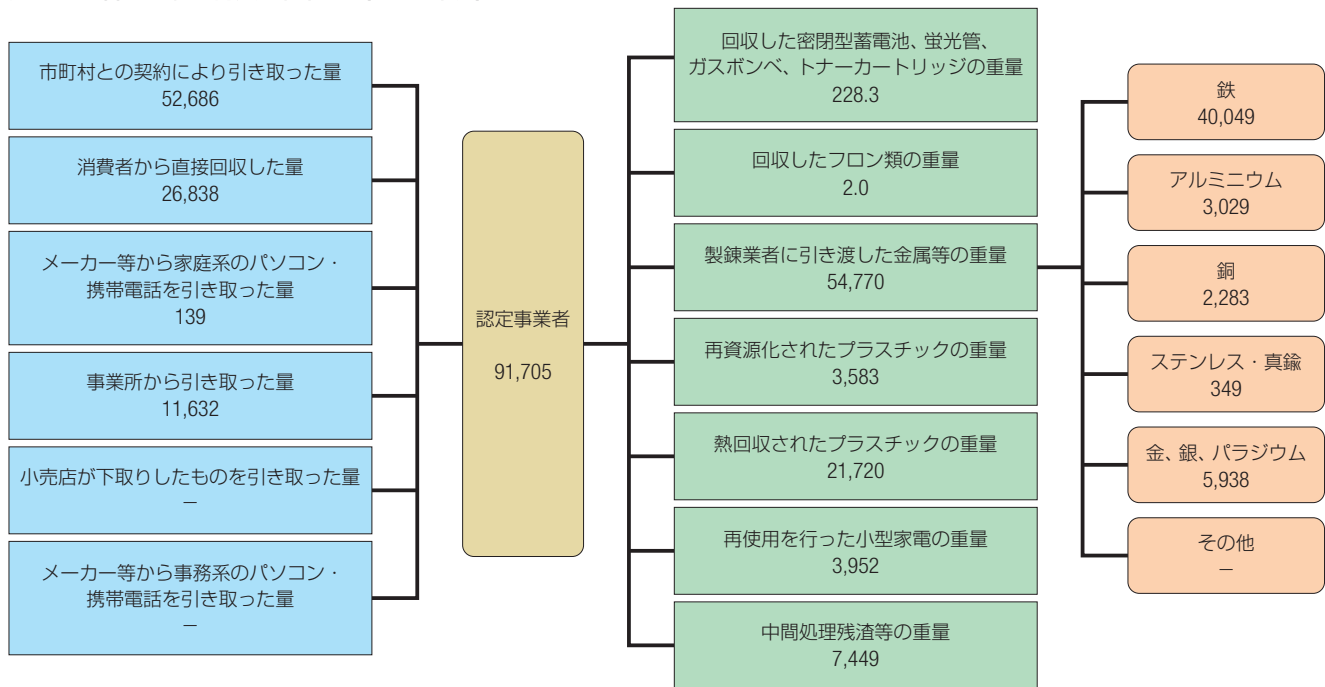 市町村との契約により引き取った量
52,686
消費者から直接回収した量
26,838
メーカー等から家庭系のパソコン・
携帯電話を引き取った量
139
事業所から引き取った量
11,632
小売店が下取りしたものを引き取った量
−
メーカー等から事務系のパソコン・
携帯電話を引き取った量
−
認定事業者
91,705
回収した密閉型蓄電池、蛍光管、
ガスボンベ、トナーカートリッジの重量
228.3
回収したフロン類の重量
2.0
製錬業者に引き渡した金属等の重量
54,770
再資源化されたプラスチックの重量
3,583
熱回収されたプラスチックの重量
21,720
再使用を行った小型家電の重量
3,952
中間処理残渣等の重量
7,449
鉄
40,049
アルミニウム
3,029
銅
2,283
ステンレス・真鍮
349
金、銀、パラジウム
5,938
その他
−